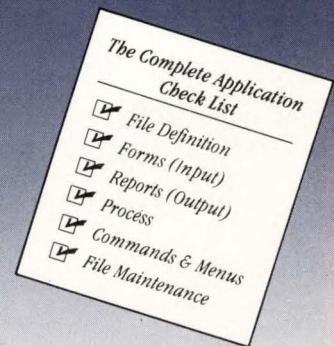 The Complete Application
Check List
File Definition
Forms (Input)
Reports (Output)
Process
Commands & Menus
File Maintenance